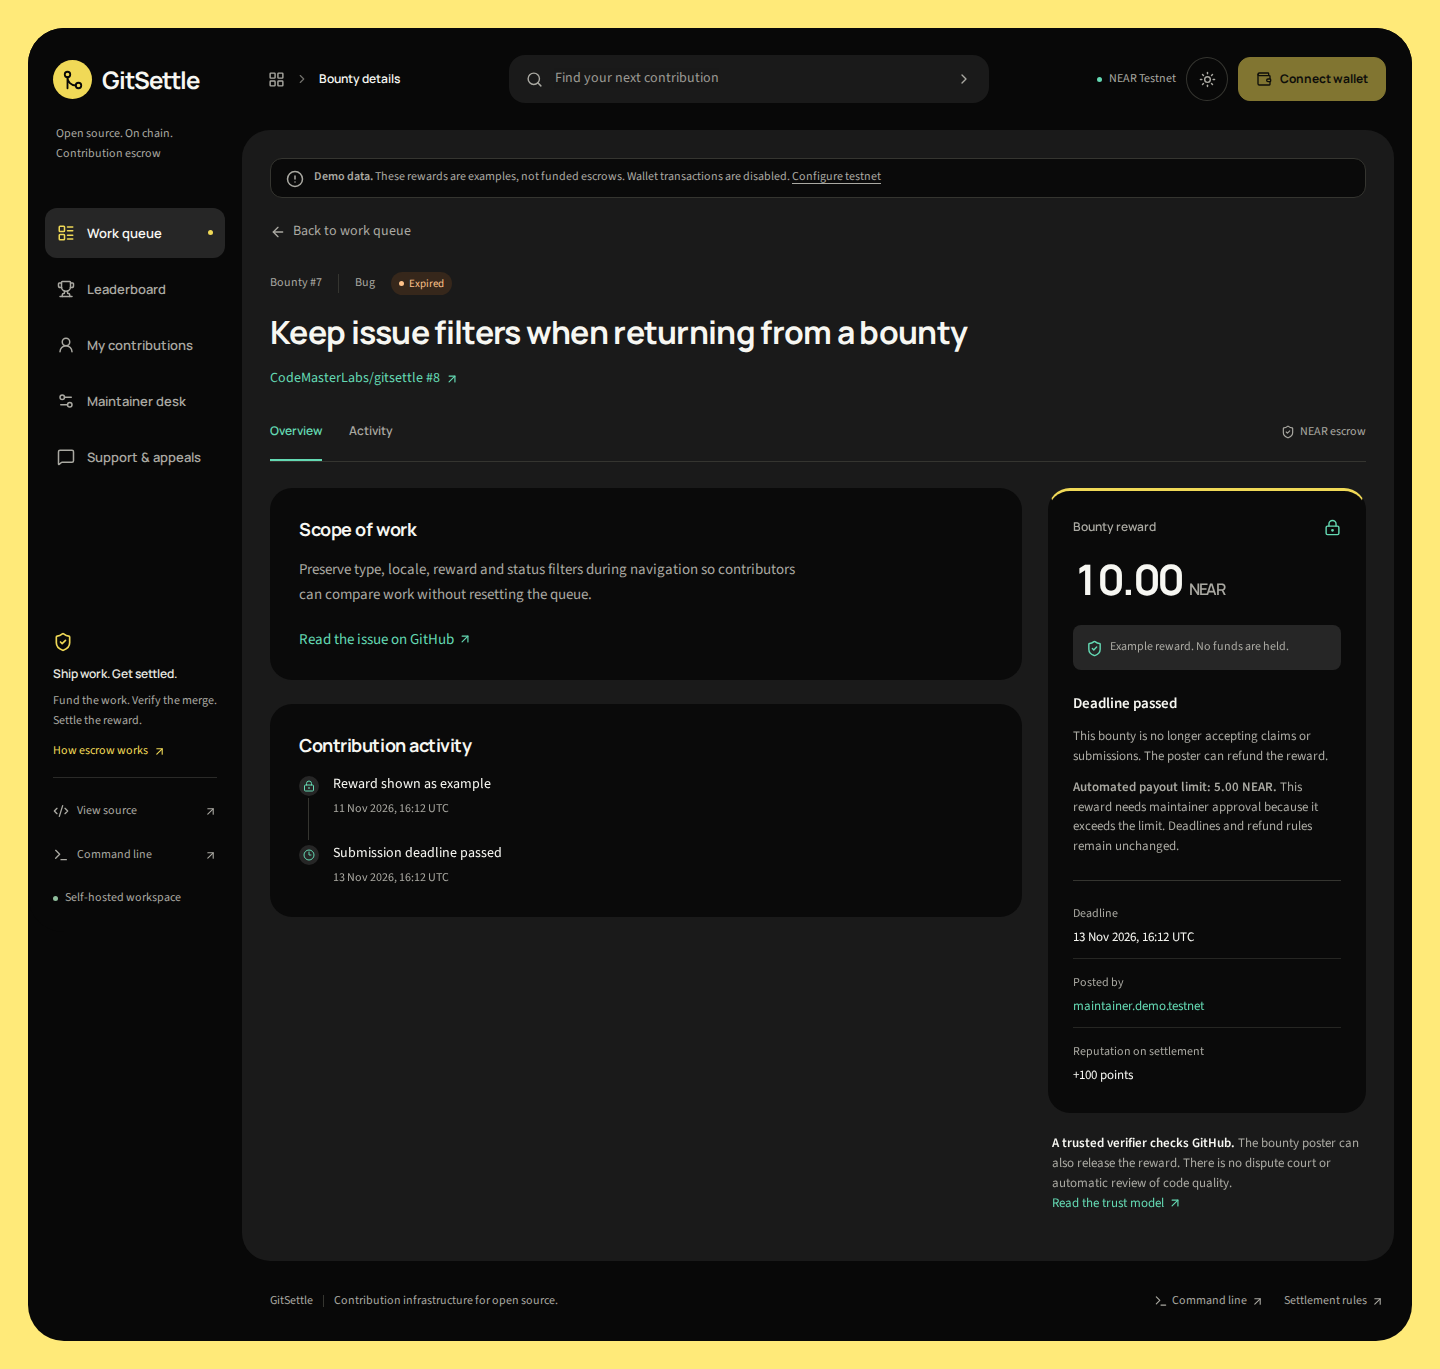 GitSettle
Open source. On chain.
Contribution escrow
Work queue
Leaderboard
My contributions
Maintainer desk
Support & appeals
Ship work. Get settled.
Fund the work. Verify the merge.
Settle the reward.
How escrow works
View source
Command line
Self-hosted workspace
Bounty details
Find your next contribution
NEAR Testnet
Connect wallet
Demo data. These rewards are examples, not funded escrows. Wallet transactions are disabled. Configure testnet
Back to work queue
Bounty #7
Bug
Expired
Keep issue filters when returning from a bounty
CodeMasterLabs/gitsettle #8
Overview
Activity
NEAR escrow
Scope of work
Preserve type, locale, reward and status filters during navigation so contributors
can compare work without resetting the queue.
Read the issue on GitHub
Contribution activity
Reward shown as example
11 Nov 2026, 16:12 UTC
Submission deadline passed
13 Nov 2026, 16:12 UTC
Bounty reward
10.00 NEAR
Example reward. No funds are held.
Deadline passed
This bounty is no longer accepting claims or
submissions. The poster can refund the reward.
Automated payout limit: 5.00 NEAR. This
reward needs maintainer approval because it
exceeds the limit. Deadlines and refund rules
remain unchanged.
Deadline
13 Nov 2026, 16:12 UTC
Posted by
maintainer.demo.testnet
Reputation on settlement
+100 points
A trusted verifier checks GitHub. The bounty poster can
also release the reward. There is no dispute court or
automatic review of code quality.
Read the trust model
GitSettle
Contribution infrastructure for open source.
Command line
Settlement rules